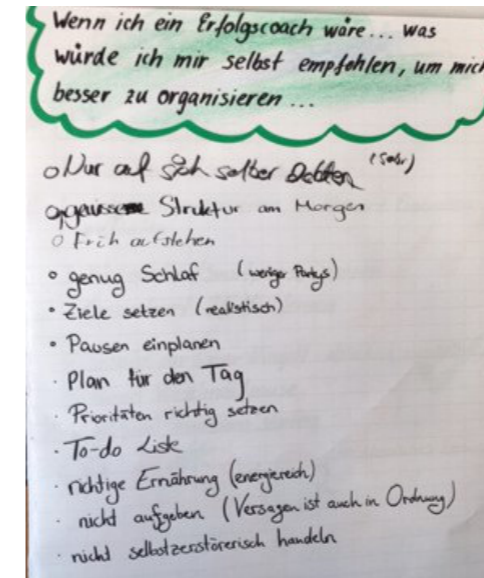 Wenn ich ein Erfolgscoach wäre... was
würde ich mir selbst empfehlen, um mich
besser zu organisieren ...
○ Nur auf sich selber
Struktur am Morgen
○ Früh aufstehen
• genug Schlaf (weniger Partys)
• Ziele setzen (realistisch)
• Pausen einplanen
· Plan für den Tag
· Prioritäten richtig setzen
· To-do Liste
· richtige Ernährung (energiereich)
· nicht aufgeben (Versagen ist auch in Ordnung)
· nicht selbstzerstörerisch handeln